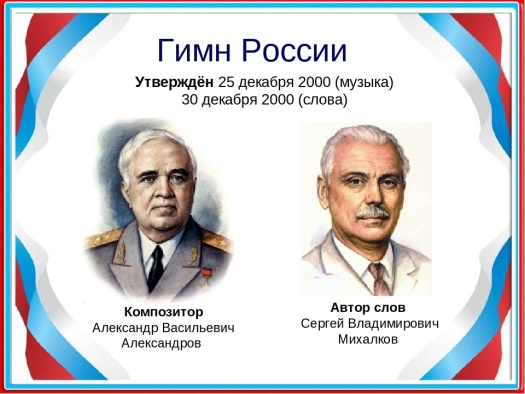 Гимн России
Утверждён 25 декабря 2000 (музыка)
30 декабря 2000 (слова)
Композитор
Александр Васильевич
Александров
Автор слов
Сергей Владимирович
Михалков